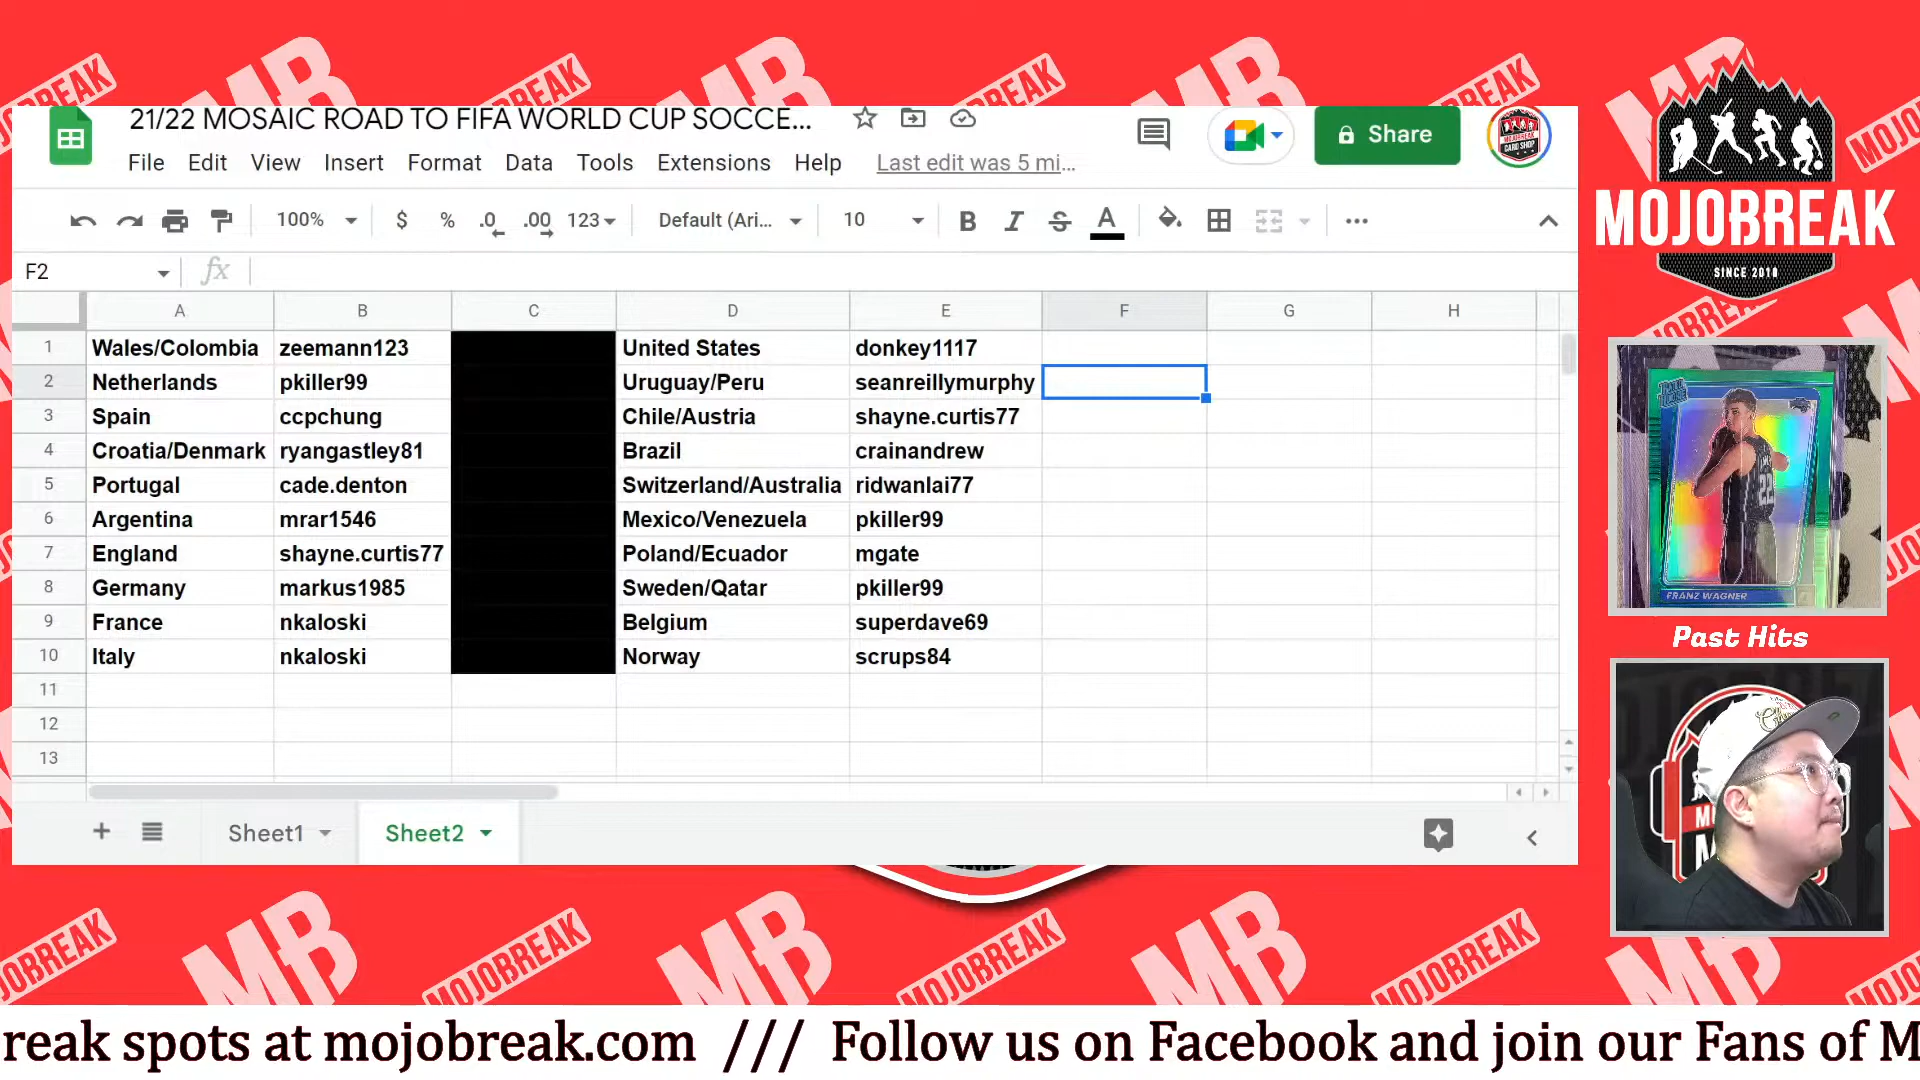 21/22 MOSAIC ROAD TO FIFA WORLD CUP SOCCE...
File Edit View Insert Format Data Tools Extensions Help Last edit was 5 mi...
Share
100% $ % .0 .00 123 Default (Ari... 10 B I S A
F2 fx
A B C D E F G H
1 Wales/Colombia zeemann123 United States donkey1117
2 Netherlands pkiller99 Uruguay/Peru seanreillymurphy
3 Spain ccpchung Chile/Austria shayne.curtis77
4 Croatia/Denmark ryangastley81 Brazil crainandrew
5 Portugal cade.denton Switzerland/Australia ridwanlai77
6 Argentina mrar1546 Mexico/Venezuela pkiller99
7 England shayne.curtis77 Poland/Ecuador mgate
8 Germany markus1985 Sweden/Qatar pkiller99
9 France nkaloski Belgium superdave69
10 Italy nkaloski Norway scrups84
11
12
13
Sheet1 Sheet2
MOJOBREAK
SINCE 2010
FRANZ WAGNER
Past Hits
MB MOJOBREAK
reak spots at mojobreak.com /// Follow us on Facebook and join our Fans of M